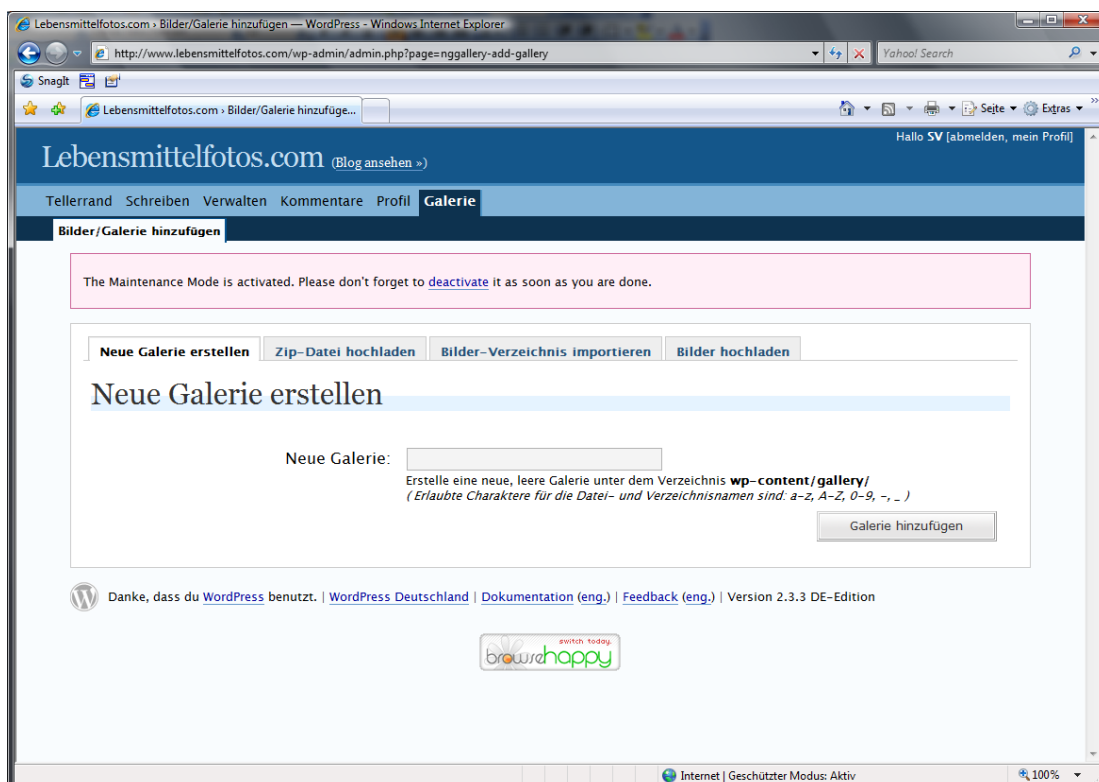 Lebensmittelfotos.com › Bilder/Galerie hinzufügen — WordPress - Windows Internet Explorer
http://www.lebensmittelfotos.com/wp-admin/admin.php?page=nggallery-add-gallery
Yahoo! Search
SnagIt
Lebensmittelfotos.com › Bilder/Galerie hinzufüge...
Seite
Extras
Hallo SV [abmelden, mein Profil]
Lebensmittelfotos.com (Blog ansehen »)
Tellerrand Schreiben Verwalten Kommentare Profil Galerie
Bilder/Galerie hinzufügen
The Maintenance Mode is activated. Please don't forget to deactivate it as soon as you are done.
Neue Galerie erstellen Zip-Datei hochladen Bilder-Verzeichnis importieren Bilder hochladen
Neue Galerie erstellen
Neue Galerie:
Erstelle eine neue, leere Galerie unter dem Verzeichnis wp-content/gallery/
( Erlaubte Charaktere für die Datei- und Verzeichnisnamen sind: a-z, A-Z, 0-9, -, _ )
Galerie hinzufügen
Danke, dass du WordPress benutzt. | WordPress Deutschland | Dokumentation (eng.) | Feedback (eng.) | Version 2.3.3 DE-Edition
switch today.
browsehappy
Internet | Geschützter Modus: Aktiv
100%